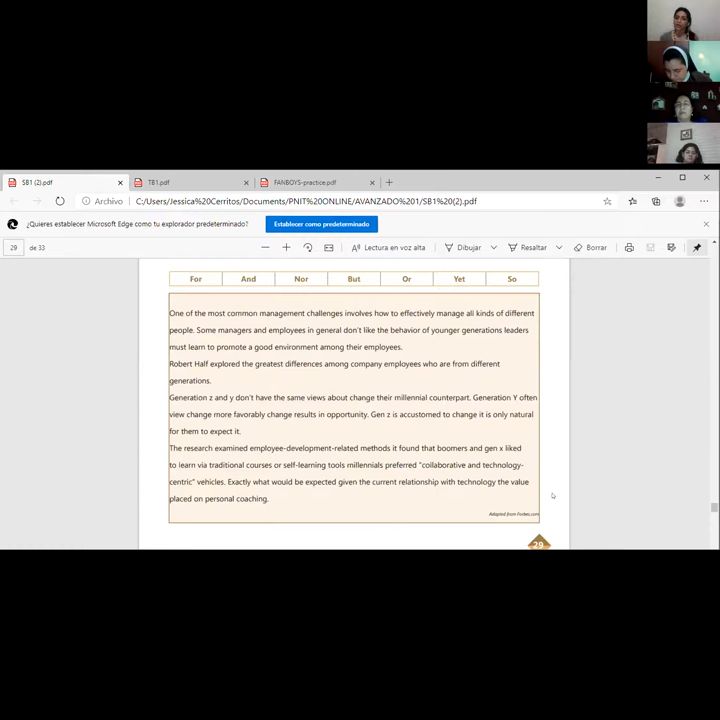 SB1 (2).pdf
TB1.pdf
FANBOYS-practice.pdf
Archivo C:/Users/Jessica%20Cerritos/Documents/PNIT%20ONLINE/AVANZADO%201/SB1%20(2).pdf
¿Quieres establecer Microsoft Edge como tu explorador predeterminado? Establecer como predeterminado
29 de 33 Lectura en voz alta Dibujar Resaltar Borrar
For And Nor But Or Yet So
One of the most common management challenges involves how to effectively manage all kinds of different
people. Some managers and employees in general don't like the behavior of younger generations leaders
must learn to promote a good environment among their employees.
Robert Half explored the greatest differences among company employees who are from different
generations.
Generation z and y don't have the same views about change their millennial counterpart. Generation Y often
view change more favorably change results in opportunity. Gen z is accustomed to change it is only natural
for them to expect it.
The research examined employee-development-related methods it found that boomers and gen x liked
to learn via traditional courses or self-learning tools millennials preferred "collaborative and technology-
centric" vehicles. Exactly what would be expected given the current relationship with technology the value
placed on personal coaching.
Adapted from Forbes.com
29